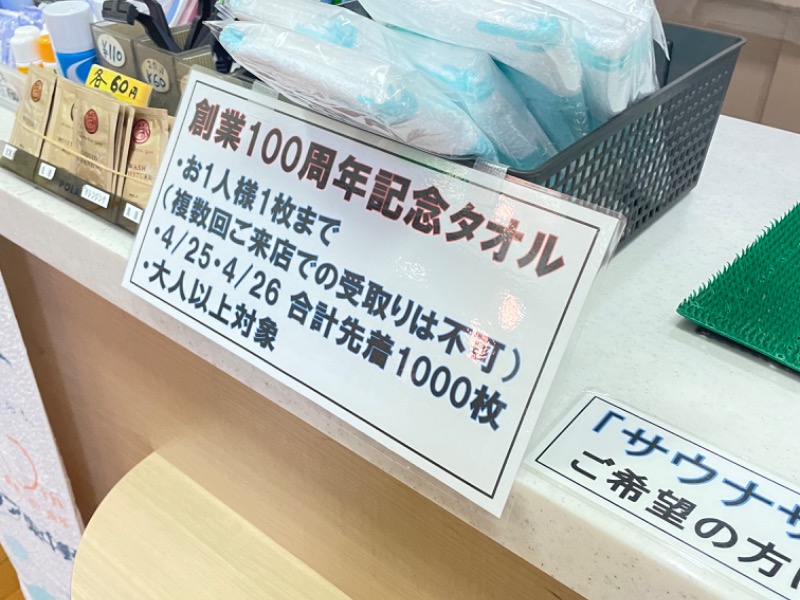 ¥110
¥60
各60円
創業100周年記念タオル
・お1人様1枚まで
(複数回ご来店での受取りは不可)
・4/25・4/26 合計先着1000枚
・大人以上対象
「サウナサ
ご希望の方は